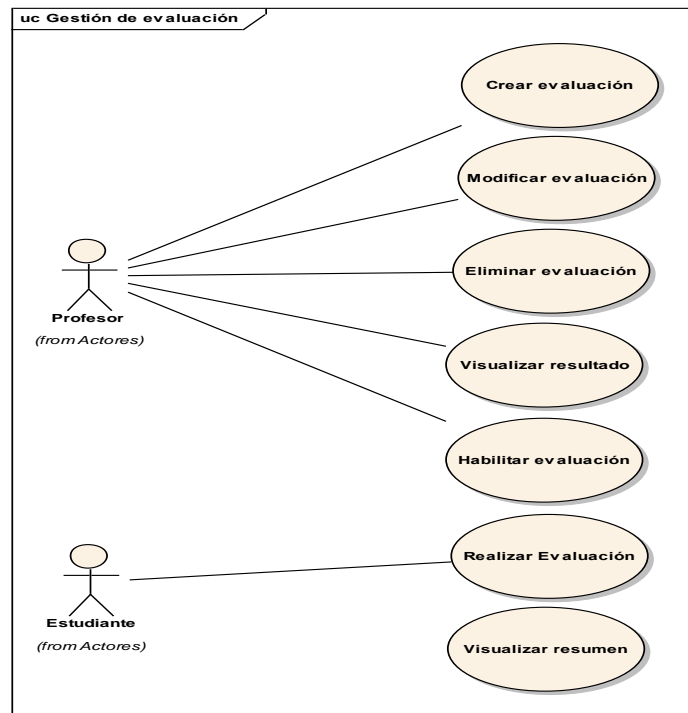 uc Gestión de evaluación
Crear evaluación
Modificar evaluación
Eliminar evaluación
Profesor
(from Actores)
Visualizar resultado
Habilitar evaluación
Realizar Evaluación
Estudiante
(from Actores)
Visualizar resumen